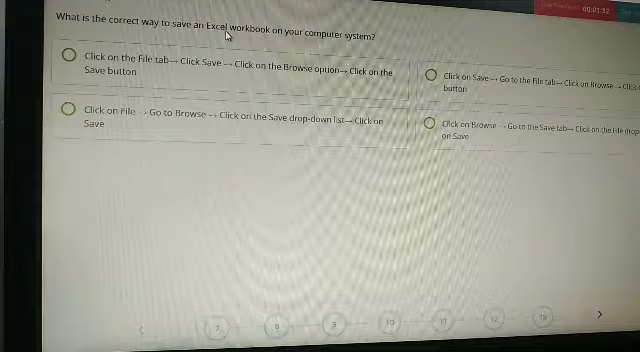 00:01:32
What is the correct way to save an Excel workbook on your computer system?
Click on the File tab→ Click Save → Click on the Browse option→ Click on the
Save button
Click on Save → Go to the File tab→ Click on Browse → Click
button
Click on File → Go to Browse → Click on the Save drop-down list→ Click on
Save
Click on Browse → Go to the Save tab→ Click on the File drop
on Save
7
8
9
10
11
12
13